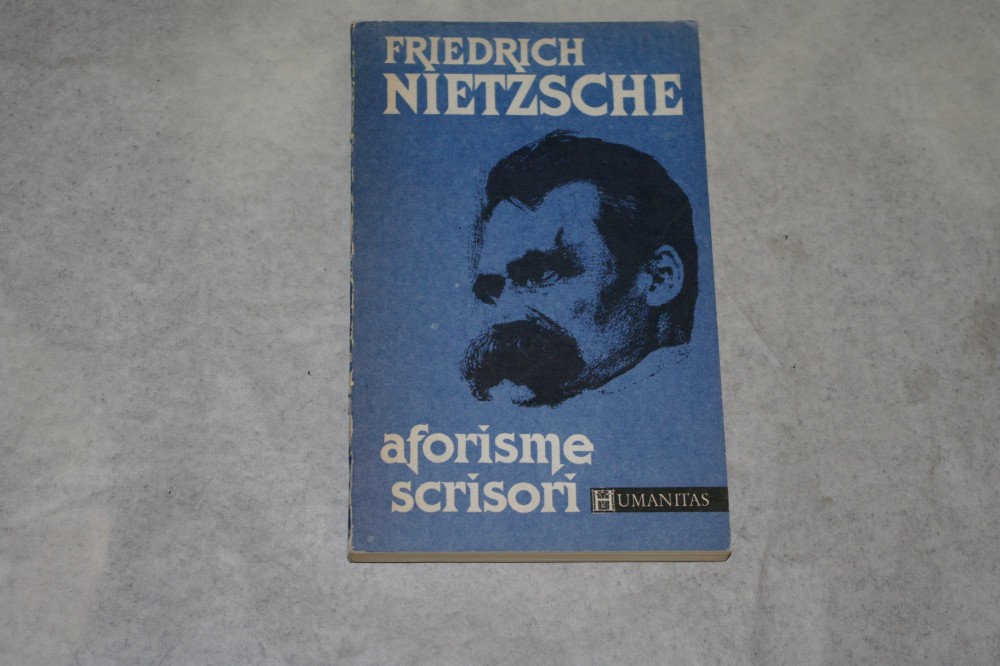 FRIEDRICH
NIETZSCHE
aforisme
scrisori
HUMANITAS